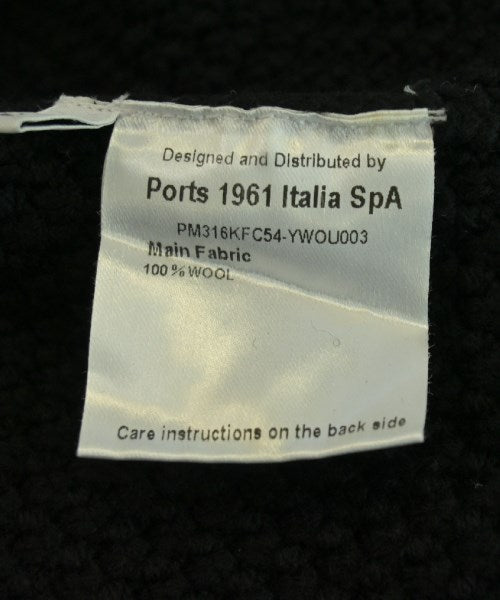 Designed and Distributed by
Ports 1961 Italia SpA
PM316KFC54-YWOU003
Main Fabric
100%WOOL
Care instructions on the back side